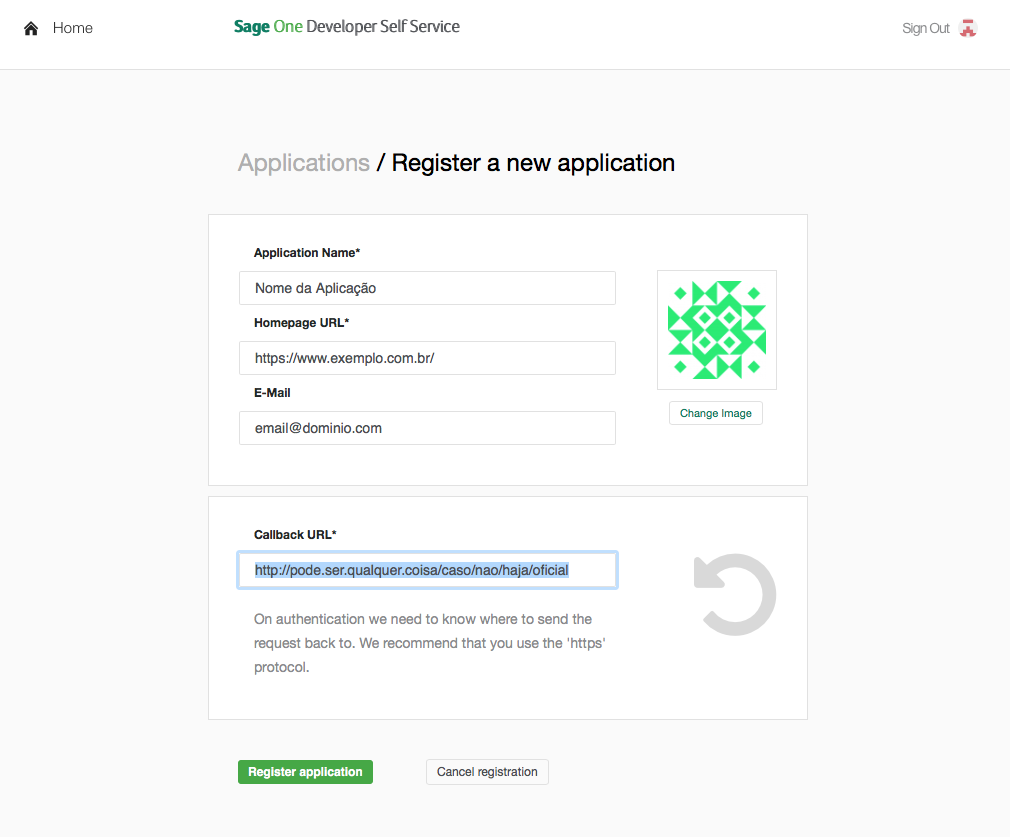 Home
Sage One Developer Self Service
Sign Out
Applications / Register a new application
Application Name*
Nome da Aplicação
Homepage URL*
https://www.exemplo.com.br/
E-Mail
email@dominio.com
Change Image
Callback URL*
http://pode.ser.qualquer.coisa/caso/nao/haja/oficial
On authentication we need to know where to send the
request back to. We recommend that you use the 'https'
protocol.
Register application
Cancel registration